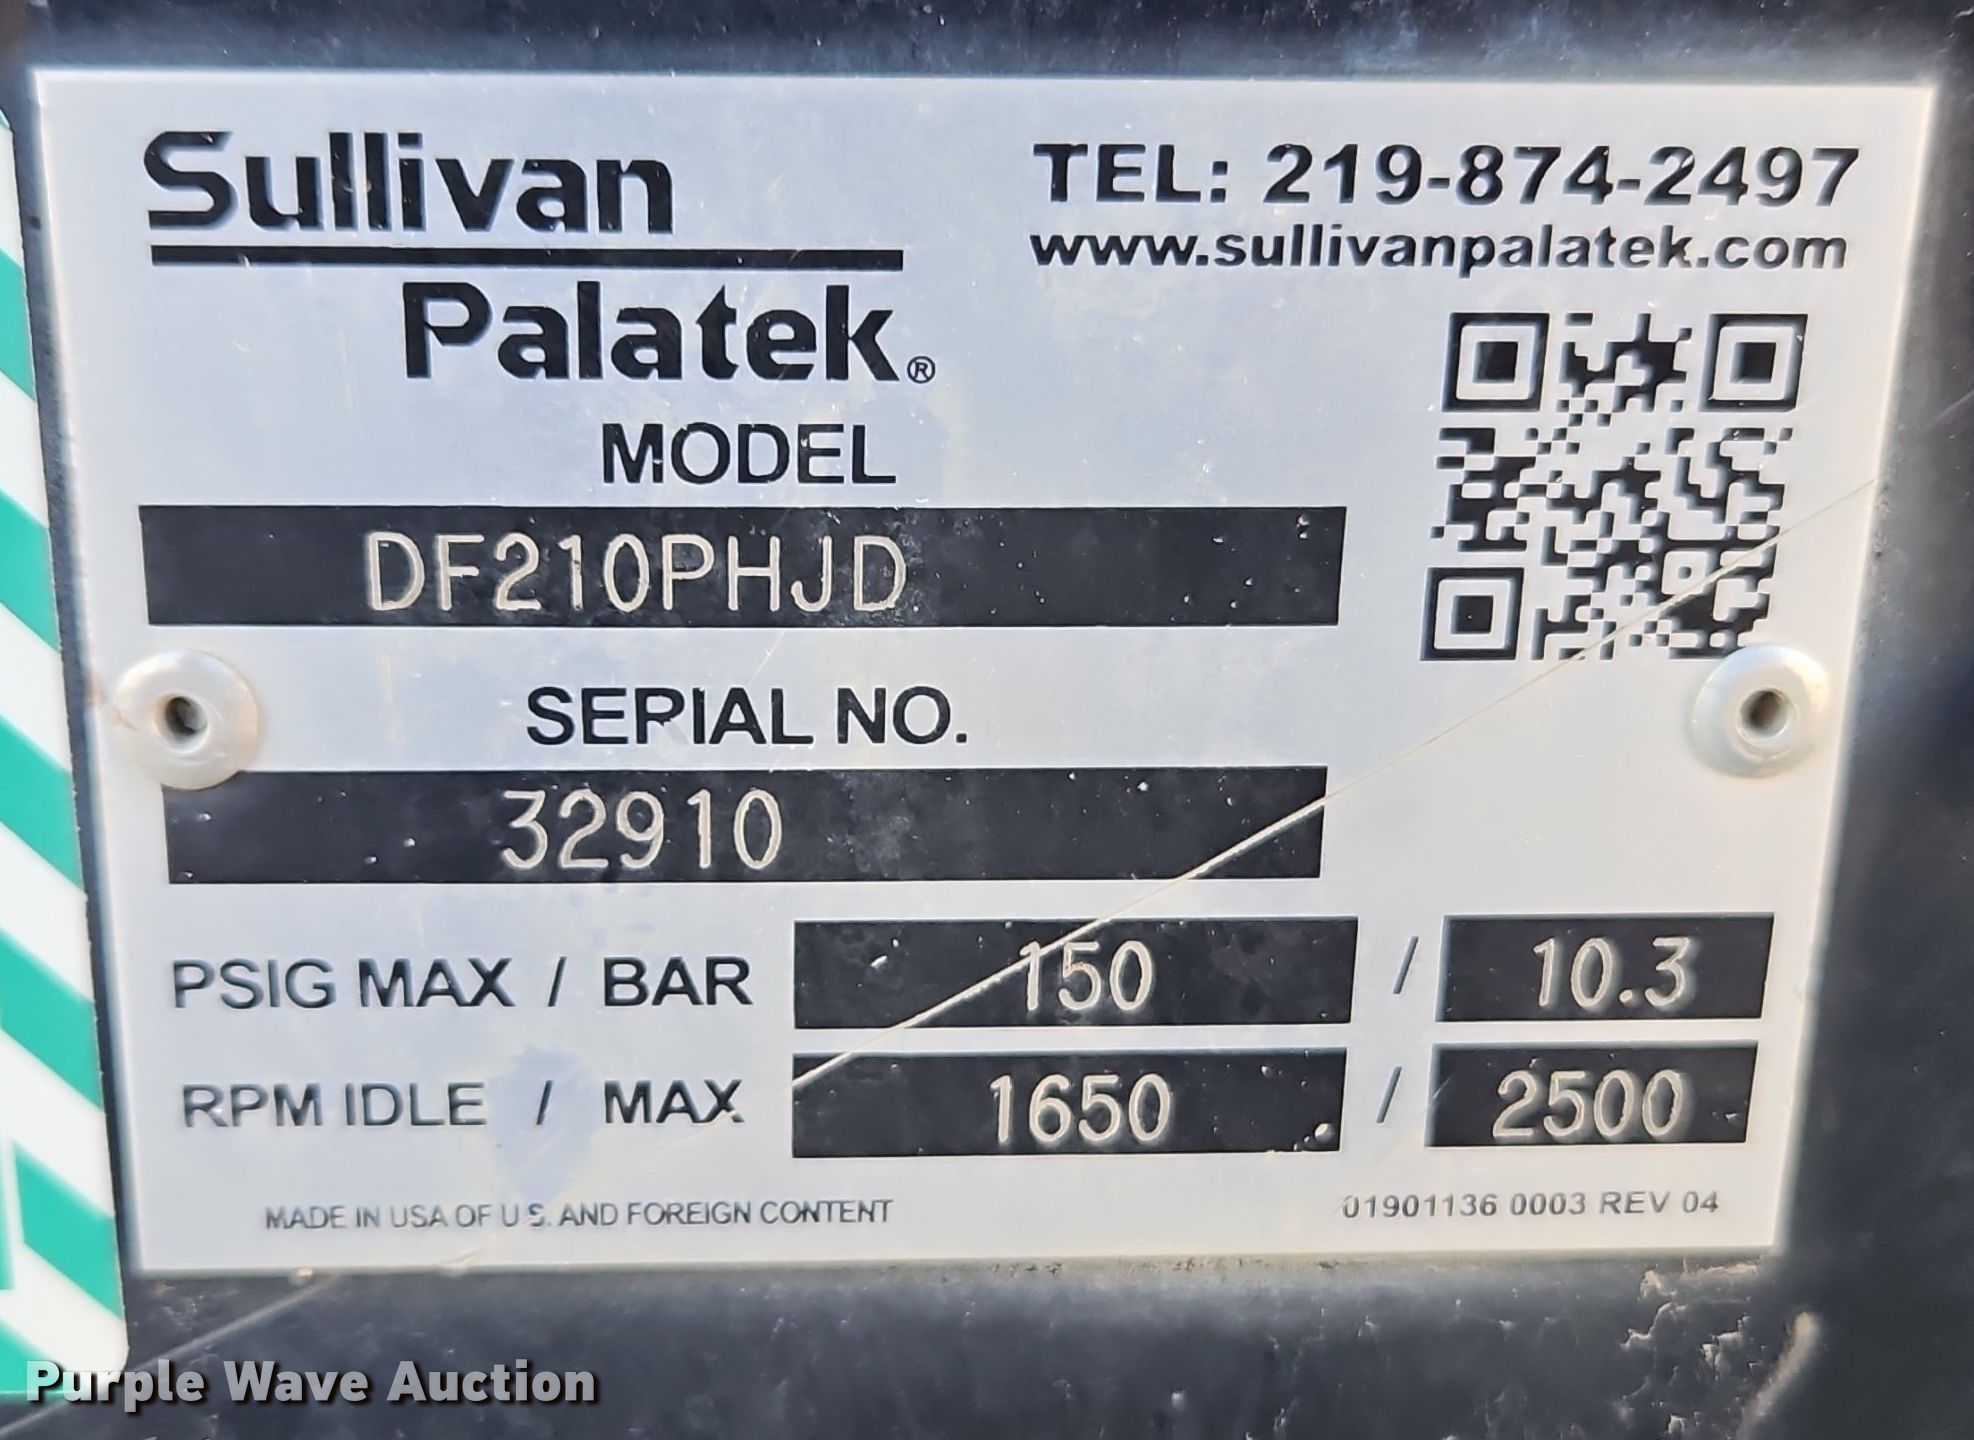 Sullivan
Palatek®
TEL: 219-874-2497
www.sullivanpalatek.com
MODEL
DF210PHJD
SERIAL NO.
32910
PSIG MAX / BAR 150 / 10.3
RPM IDLE / MAX 1650 / 2500
MADE IN USA OF U.S. AND FOREIGN CONTENT
01901136 0003 REV 04
Purple Wave Auction